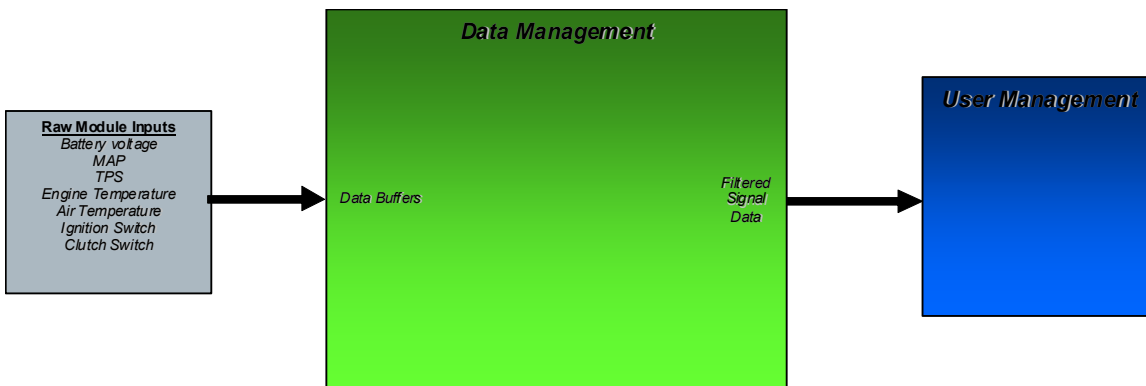 Data Management
User Management
Raw Module Inputs
Battery voltage
MAP
TPS
Engine Temperature
Air Temperature
Ignition Switch
Clutch Switch
Data Buffers
Filtered
Signal
Data